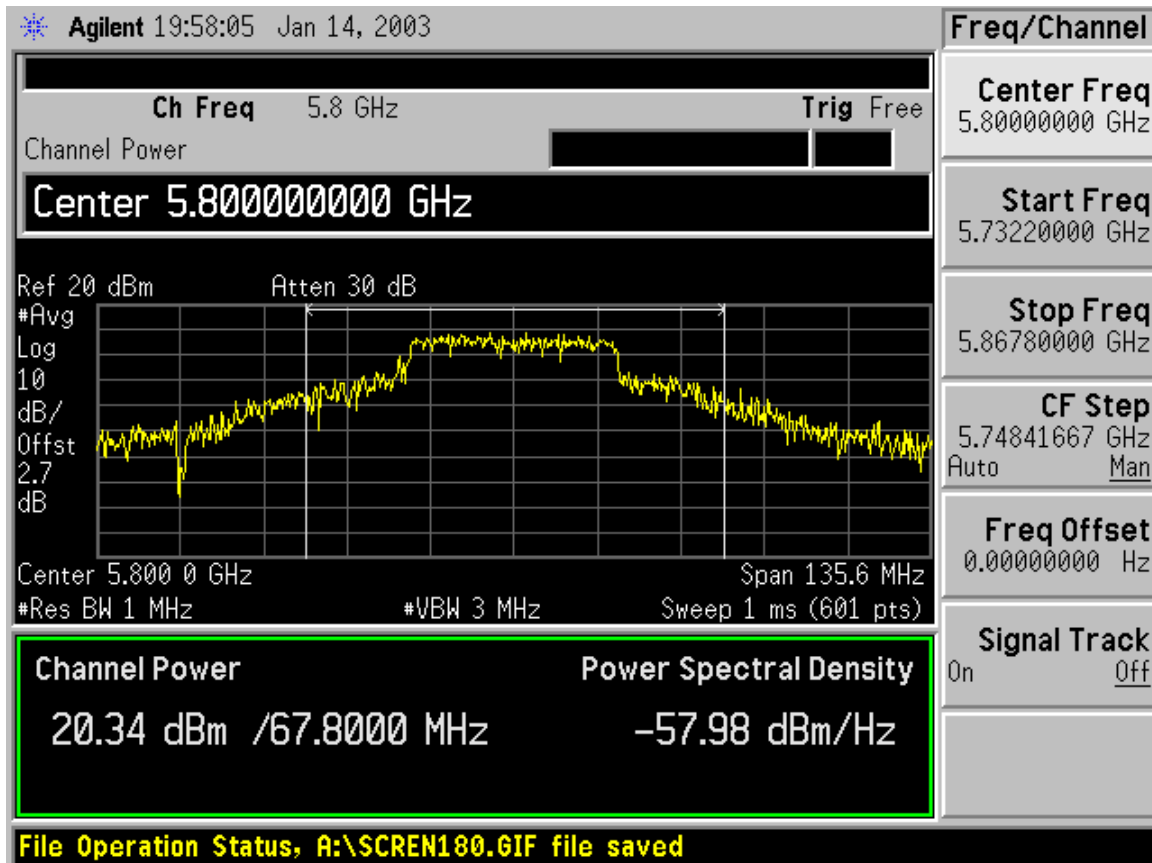 Agilent 19:58:05 Jan 14, 2003
Freq/Channel
Ch Freq 5.8 GHz Trig Free
Channel Power
Center 5.800000000 GHz
Ref 20 dBm Atten 30 dB
#Avg
Log
10
dB/
Offst
2.7
dB
Center 5.800 0 GHz Span 135.6 MHz
#Res BW 1 MHz #VBW 3 MHz Sweep 1 ms (601 pts)
Channel Power Power Spectral Density
20.34 dBm /67.8000 MHz -57.98 dBm/Hz
Center Freq
5.80000000 GHz
Start Freq
5.73220000 GHz
Stop Freq
5.86780000 GHz
CF Step
5.74841667 GHz
Auto Man
Freq Offset
0.00000000 Hz
Signal Track
On Off
File Operation Status, A:\SCREN180.GIF file saved